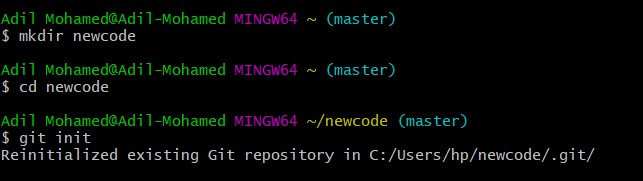 Adil Mohamed@Adil-Mohamed MINGW64 ~ (master)
$ mkdir newcode
Adil Mohamed@Adil-Mohamed MINGW64 ~ (master)
$ cd newcode
Adil Mohamed@Adil-Mohamed MINGW64 ~/newcode (master)
$ git init
Reinitialized existing Git repository in C:/Users/hp/newcode/.git/